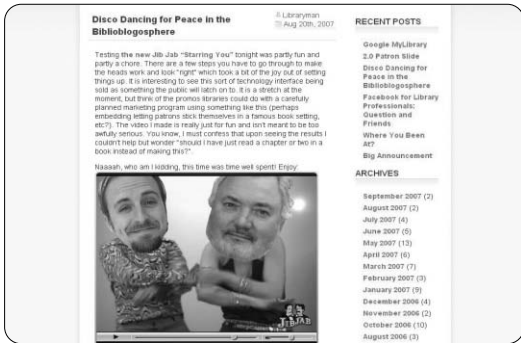 Disco Dancing for Peace in the
Biblioblogosphere
Libraryman
Aug 20th, 2007
Testing the new Jib Jab "Starring You" tonight was partly fun and
partly a chore. There are a few steps you have to go through to make
the heads work and look "right" which took a bit of the joy out of setting
things up. It is interesting to see this sort of technology interface being
sold as something the public will latch on to. It is a stretch at the
moment, but think of the promos libraries could do with a carefully
planned marketing program using something like this (perhaps
embedding letting patrons stick themselves in a famous book setting,
etc?). The video I made is really just for fun and isn't meant to be too
awfully serious. You know, I must confess that upon seeing the results I
couldn't help but wonder "should I have just read a chapter or two in a
book instead of making this?".
Naaaah, who am I kidding, this time was time well spent! Enjoy:
JIBJAB
RECENT POSTS
Google MyLibrary
2.0 Patron Slide
Disco Dancing for
Peace in the
Biblioblogosphere
Facebook for Library
Professionals:
Question and
Friends
Where You Been
At?
Big Announcement
ARCHIVES
September 2007 (2)
August 2007 (2)
July 2007 (4)
June 2007 (5)
May 2007 (13)
April 2007 (6)
March 2007 (7)
February 2007 (3)
January 2007 (9)
December 2006 (4)
November 2006 (2)
October 2006 (10)
August 2006 (3)